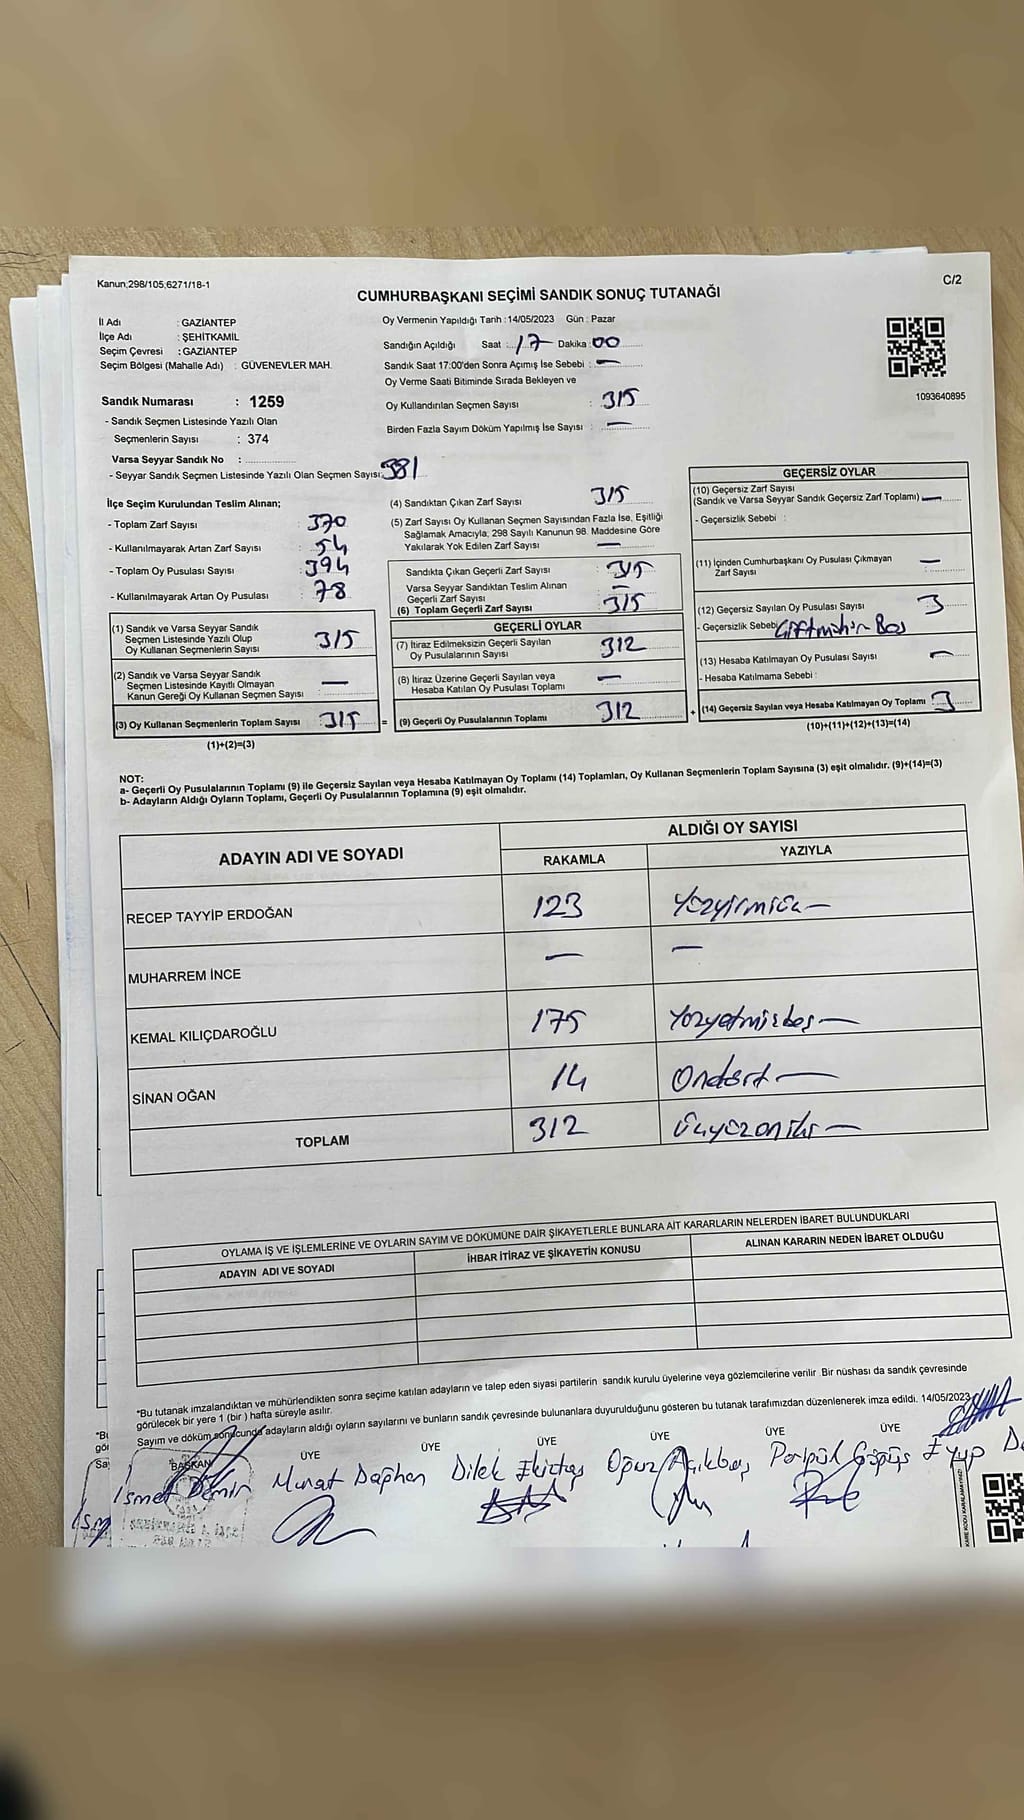 Kanun;298/105;6271/18-1
C/2
CUMHURBAŞKANI SEÇİMİ SANDIK SONUÇ TUTANAĞI
İl Adı : GAZİANTEP
İlçe Adı : ŞEHİTKAMİL
Seçim Çevresi : GAZİANTEP
Seçim Bölgesi (Mahalle Adı) : GÜVENEVLER MAH.
Sandık Numarası : 1259
- Sandık Seçmen Listesinde Yazılı Olan
Seçmenlerin Sayısı : 374
Varsa Seyyar Sandık No :
- Seyyar Sandık Seçmen Listesinde Yazılı Olan Seçmen Sayısı: 381
Oy Vermenin Yapıldığı Tarih : 14/05/2023 Gün : Pazar
Sandığın Açıldığı Saat : 17 Dakika : 00
Sandık Saat 17:00'den Sonra Açımış İse Sebebi : —
Oy Verme Saati Bitiminde Sırada Bekleyen ve
Oy Kullandırılan Seçmen Sayısı : 315
Birden Fazla Sayım Döküm Yapılmış İse Sayısı : —
1093640895
İlçe Seçim Kurulundan Teslim Alınan;
- Toplam Zarf Sayısı : 370
- Kullanılmayarak Artan Zarf Sayısı : 54
- Toplam Oy Pusulası Sayısı : 394
- Kullanılmayarak Artan Oy Pusulası : 78
(1) Sandık ve Varsa Seyyar Sandık
Seçmen Listesinde Yazılı Olup
Oy Kullanan Seçmenlerin Sayısı : 315
(2) Sandık ve Varsa Seyyar Sandık
Seçmen Listesinde Kayıtlı Olmayan
Kanun Gereği Oy Kullanan Seçmen Sayısı : —
(3) Oy Kullanan Seçmenlerin Toplam Sayısı : 315 =
(1)+(2)=(3)
(4) Sandıktan Çıkan Zarf Sayısı : 315
(5) Zarf Sayısı Oy Kullanan Seçmen Sayısından Fazla İse, Eşitliği
Sağlamak Amacıyla; 298 Sayılı Kanunun 98. Maddesine Göre
Yakılarak Yok Edilen Zarf Sayısı : —
Sandıkta Çıkan Geçerli Zarf Sayısı : 315
Varsa Seyyar Sandıktan Teslim Alınan
Geçerli Zarf Sayısı : —
(6) Toplam Geçerli Zarf Sayısı : 315
GEÇERLİ OYLAR
(7) İtiraz Edilmeksizin Geçerli Sayılan
Oy Pusulalarının Sayısı : 312
(8) İtiraz Üzerine Geçerli Sayılan veya
Hesaba Katılan Oy Pusulası Toplamı : —
(9) Geçerli Oy Pusulalarının Toplamı : 312 +
GEÇERSİZ OYLAR
(10) Geçersiz Zarf Sayısı
(Sandık ve Varsa Seyyar Sandık Geçersiz Zarf Toplamı) : —
- Geçersizlik Sebebi :
(11) İçinden Cumhurbaşkanı Oy Pusulası Çıkmayan
Zarf Sayısı : —
(12) Geçersiz Sayılan Oy Pusulası Sayısı : 3
- Geçersizlik Sebebi: Çiftmühür Boş
(13) Hesaba Katılmayan Oy Pusulası Sayısı : —
- Hesaba Katılmama Sebebi :
(14) Geçersiz Sayılan veya Hesaba Katılmayan Oy Toplamı : 3
(10)+(11)+(12)+(13)=(14)
NOT:
a- Geçerli Oy Pusulalarının Toplamı (9) ile Geçersiz Sayılan veya Hesaba Katılmayan Oy Toplamı (14) Toplamları, Oy Kullanan Seçmenlerin Toplam Sayısına (3) eşit olmalıdır. (9)+(14)=(3)
b- Adayların Aldığı Oyların Toplamı, Geçerli Oy Pusulalarının Toplamına (9) eşit olmalıdır.
ADAYIN ADI VE SOYADI ALDIĞI OY SAYISI
RAKAMLA YAZIYLA
RECEP TAYYİP ERDOĞAN 123 Yüzyirmiüç —
MUHARREM İNCE — —
KEMAL KILIÇDAROĞLU 175 Yüzyetmişbeş —
SİNAN OĞAN 14 Ondört —
TOPLAM 312 Üçyüzoniki —
OYLAMA İŞ VE İŞLEMLERİNE VE OYLARIN SAYIM VE DÖKÜMÜNE DAİR ŞİKAYETLERLE BUNLARA AİT KARARLARIN NELERDEN İBARET BULUNDUKLARI
ADAYIN ADI VE SOYADI İHBAR İTİRAZ VE ŞİKAYETİN KONUSU ALINAN KARARIN NEDEN İBARET OLDUĞU
*Bu tutanak imzalandıktan ve mühürlendikten sonra seçime katılan adayların ve talep eden siyasi partilerin sandık kurulu üyelerine veya gözlemcilerine verilir. Bir nüshası da sandık çevresinde
görülecek bir yere 1 (bir ) hafta süreyle asılır.
Sayım ve döküm sonucunda adayların aldığı oyların sayılarını ve bunların sandık çevresinde bulunanlara duyurulduğunu gösteren bu tutanak tarafımızdan düzenlenerek imza edildi. 14/05/2023
BAŞKAN ÜYE ÜYE ÜYE ÜYE ÜYE ÜYE
İsmet Demir Murat Dağhan Dilek Ekiztaş Oğuz Açıkbaş Eyup